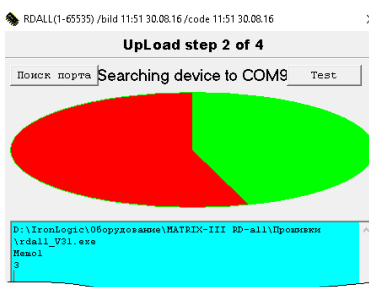 RDALL(1-65535) /bild 11:51 30.08.16 /code 11:51 30.08.16
UpLoad step 2 of 4
Поиск порта Searching device to COM9 Test
D:\IronLogic\Оборудование\MATRIX-III RD-all\Прошивки
\rdall_V31.exe
Memo1
3